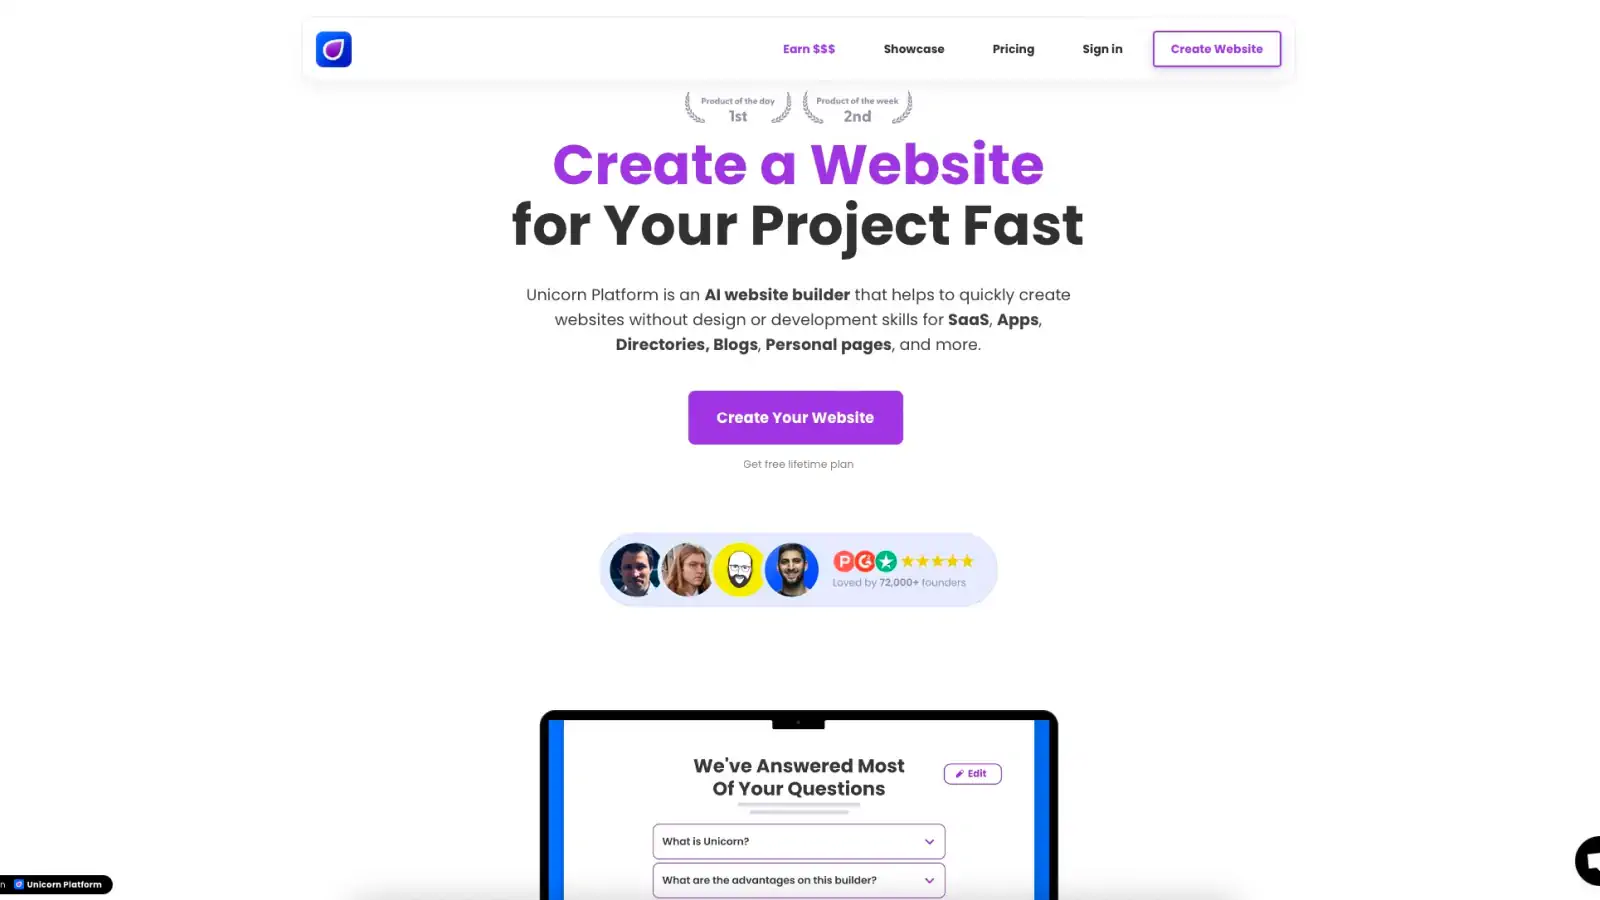 Earn $$$
Showcase
Pricing
Sign in
Create Website
Product of the day
1st
Product of the week
2nd
Create a Website
for Your Project Fast
Unicorn Platform is an AI website builder that helps to quickly create
websites without design or development skills for SaaS, Apps,
Directories, Blogs, Personal pages, and more.
Create Your Website
Get free lifetime plan
Loved by 72,000+ founders
We've Answered Most
Of Your Questions
Edit
What is Unicorn?
What are the advantages on this builder?
Unicorn Platform